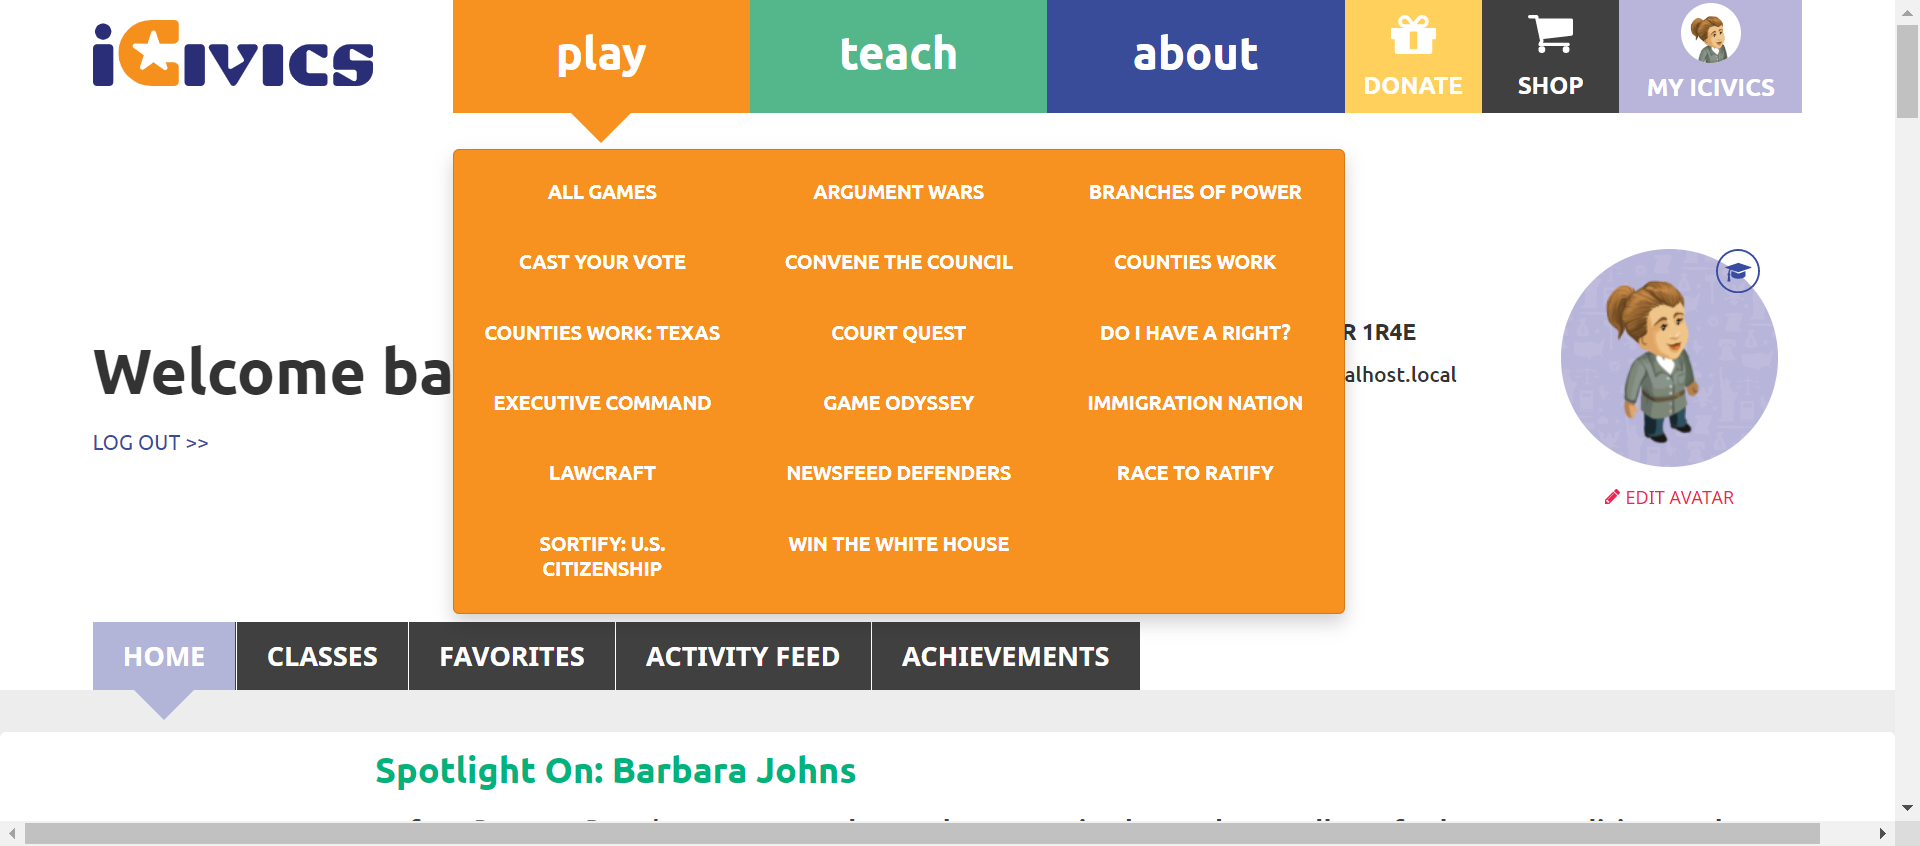 iCivics
play
teach
about
DONATE
SHOP
MY ICIVICS
ALL GAMES
ARGUMENT WARS
BRANCHES OF POWER
CAST YOUR VOTE
CONVENE THE COUNCIL
COUNTIES WORK
COUNTIES WORK: TEXAS
COURT QUEST
DO I HAVE A RIGHT?
EXECUTIVE COMMAND
GAME ODYSSEY
IMMIGRATION NATION
LAWCRAFT
NEWSFEED DEFENDERS
RACE TO RATIFY
SORTIFY: U.S.
CITIZENSHIP
WIN THE WHITE HOUSE
Welcome ba
LOG OUT >>
R 1R4E
alhost.local
EDIT AVATAR
HOME
CLASSES
FAVORITES
ACTIVITY FEED
ACHIEVEMENTS
Spotlight On: Barbara Johns